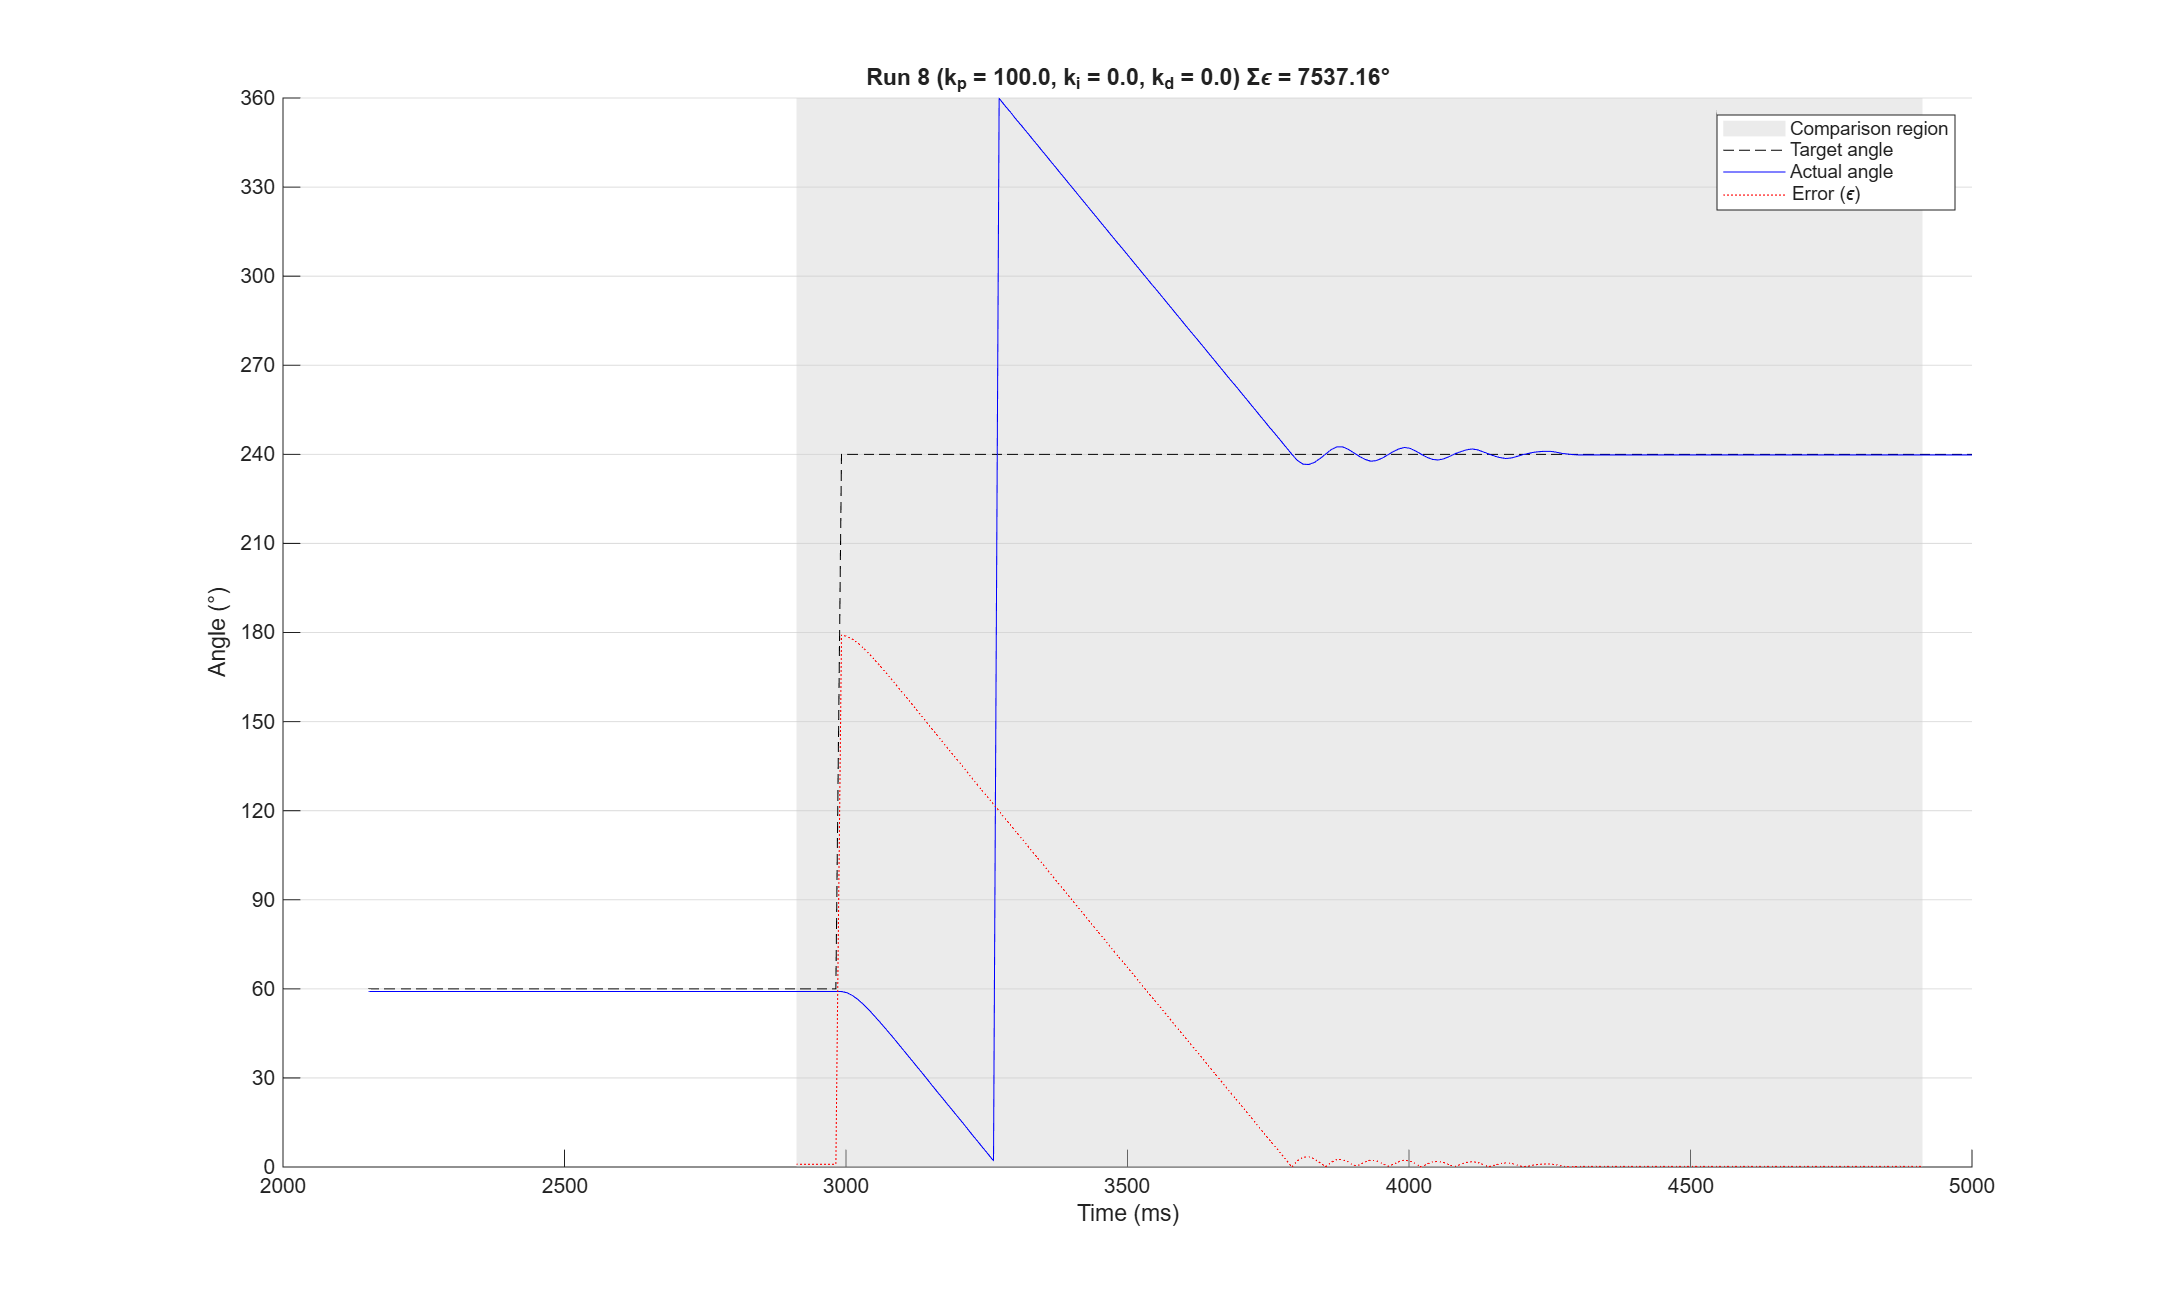 Run 8 (kp = 100.0, ki = 0.0, kd = 0.0) Σϵ = 7537.16°
360
330
300
270
240
210
180
150
120
90
60
30
0
Angle (°)
Comparison region
Target angle
Actual angle
Error (ϵ)
2000 2500 3000 3500 4000 4500 5000
Time (ms)